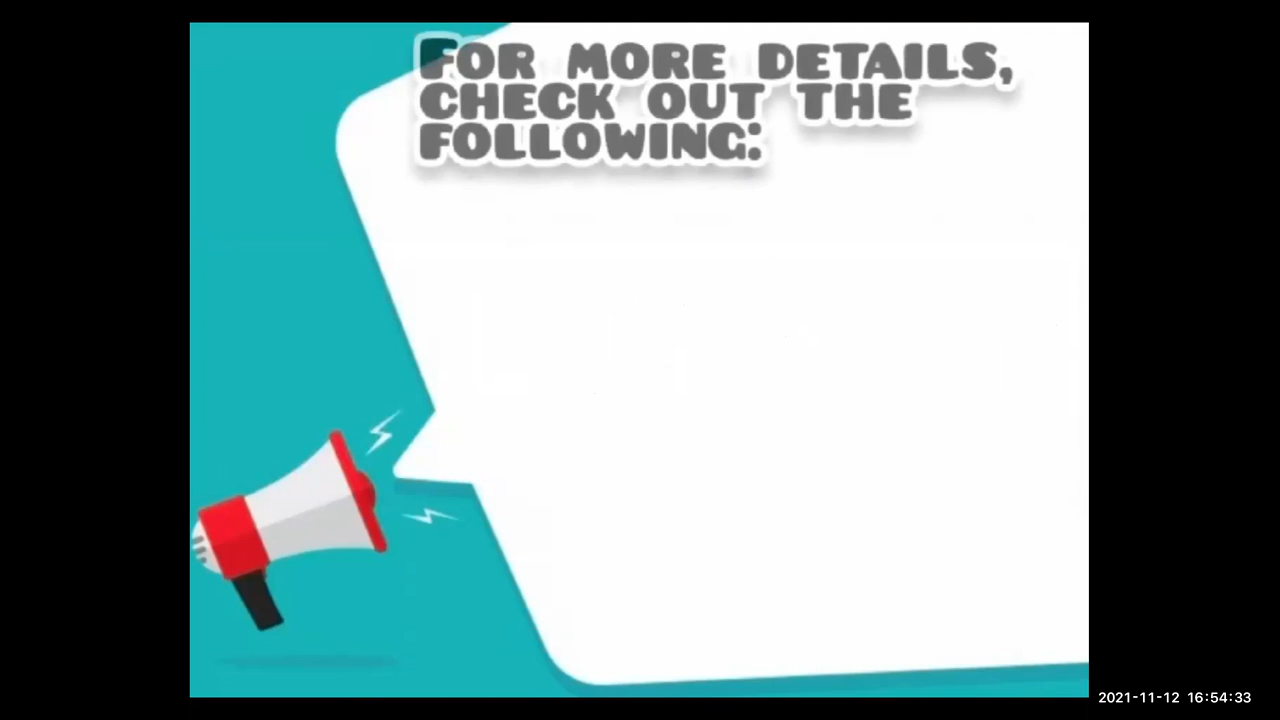 FOR MORE DETAILS,
CHECK OUT THE
FOLLOWING:
2021-11-12 16:54:33